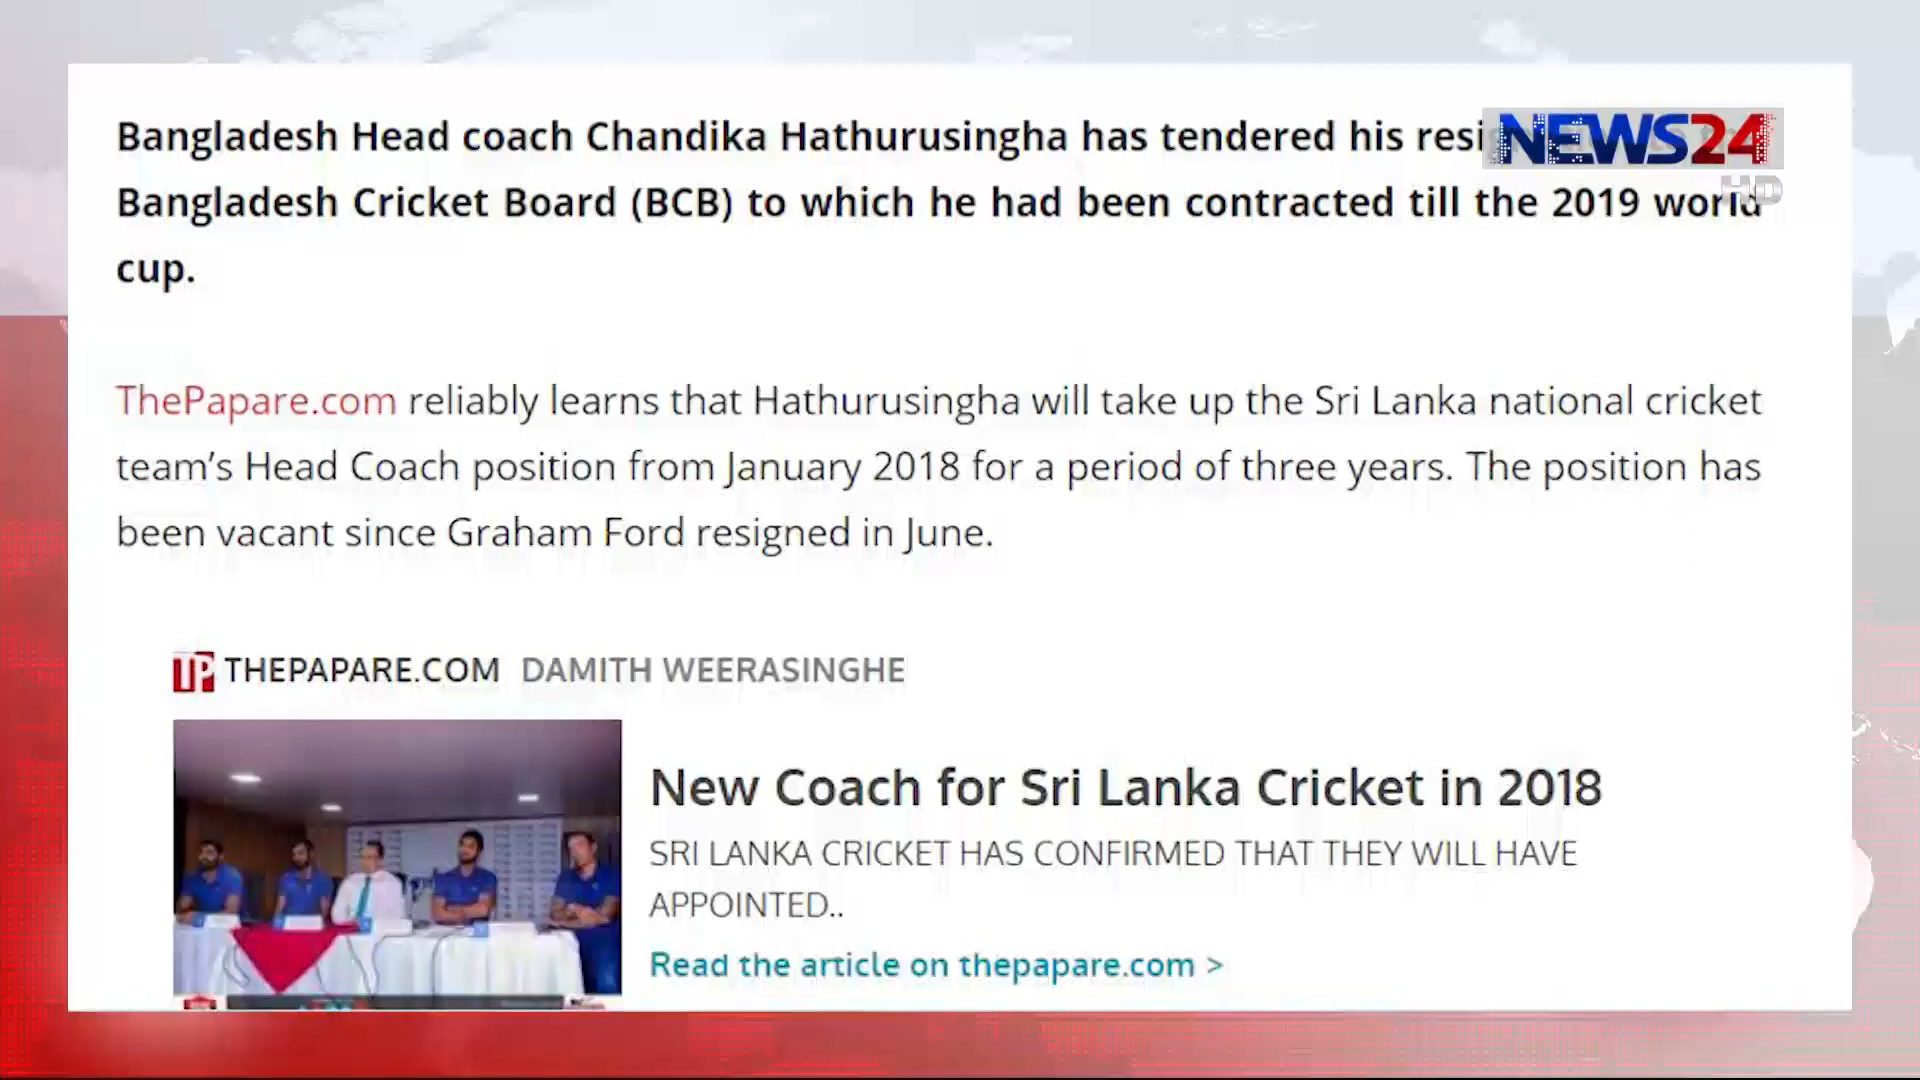 Bangladesh Head coach Chandika Hathurusingha has tendered his
NEWS24
HD
Bangladesh Cricket Board (BCB) to which he had been contracted till the 2019 world
cup.
ThePapare.com reliably learns that Hathurusingha will take up the Sri Lanka national cricket
team’s Head Coach position from January 2018 for a period of three years. The position has
been vacant since Graham Ford resigned in June.
TP THEPAPARE.COM DAMITH WEERASINGHE
New Coach for Sri Lanka Cricket in 2018
SRI LANKA CRICKET HAS CONFIRMED THAT THEY WILL HAVE
APPOINTED..
Read the article on thepapare.com >